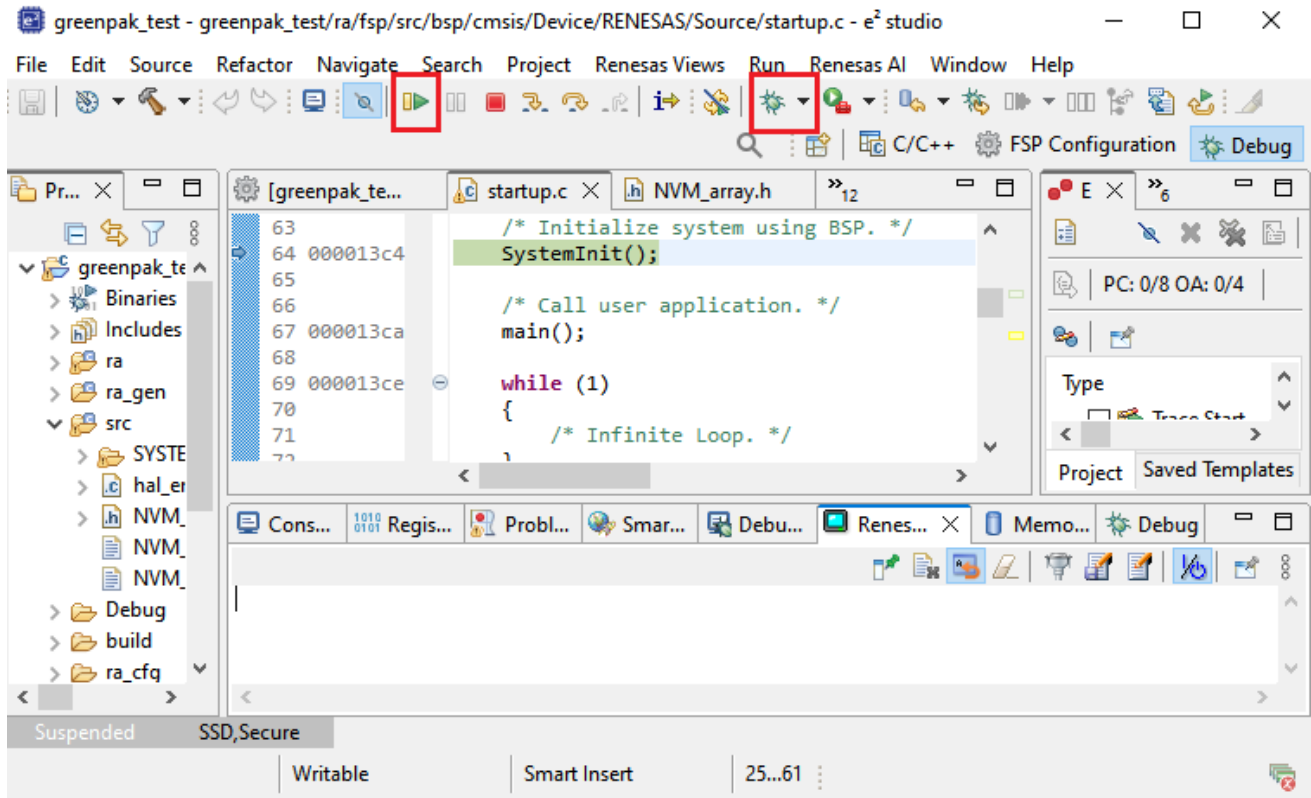 greenpak_test - greenpak_test/ra/fsp/src/bsp/cmsis/Device/RENESAS/Source/startup.c - e² studio
File Edit Source Refactor Navigate Search Project Renesas Views Run Renesas AI Window Help
C/C++ FSP Configuration Debug
Pr... [greenpak_te... startup.c NVM_array.h »12 E »6
63 /* Initialize system using BSP. */
64 000013c4 SystemInit();
65
66 /* Call user application. */
67 000013ca main();
68
69 000013ce while (1)
70 {
71 /* Infinite Loop. */
greenpak_te
Binaries
Includes
ra
ra_gen
src
SYSTE
hal_er
NVM_
NVM_
NVM_
Debug
build
ra_cfg
PC: 0/8 OA: 0/4
Type
Trace Start
Project Saved Templates
Cons... Regis... Probl... Smar... Debu... Renes... Memo... Debug
Suspended SSD,Secure
Writable Smart Insert 25...61